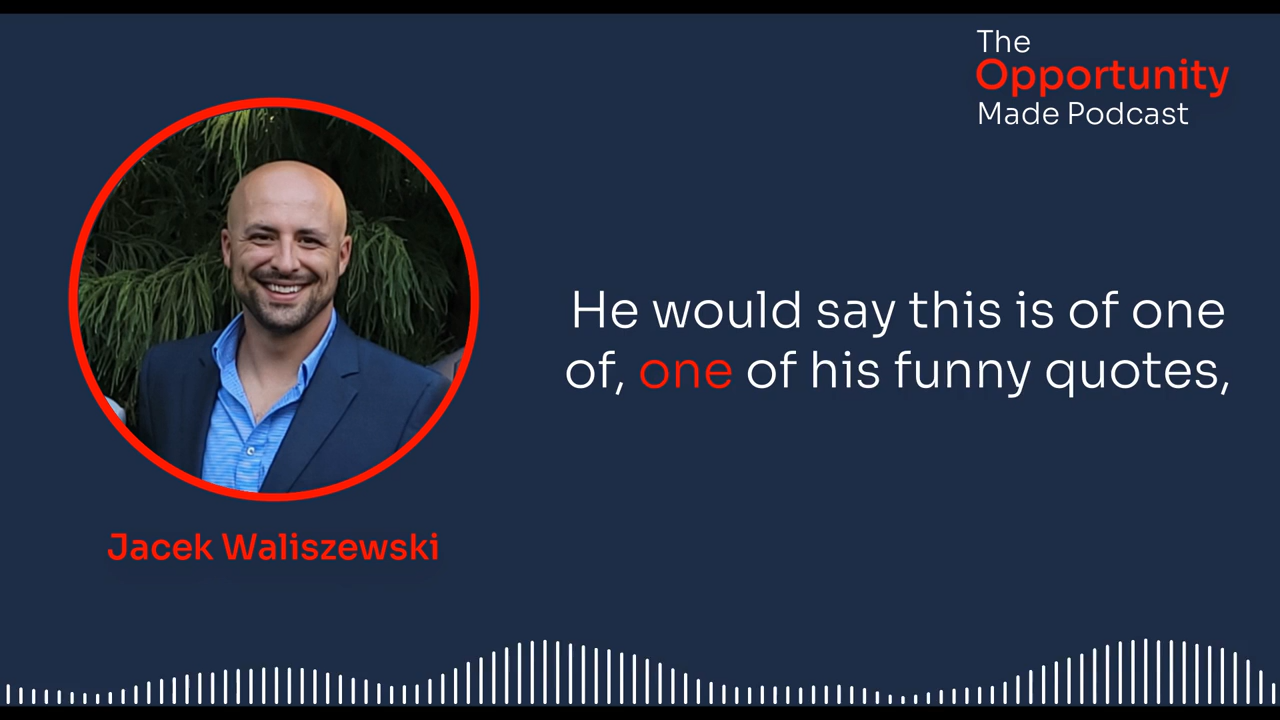 The
Opportunity
Made Podcast
He would say this is of one
of, one of his funny quotes,
Jacek Waliszewski